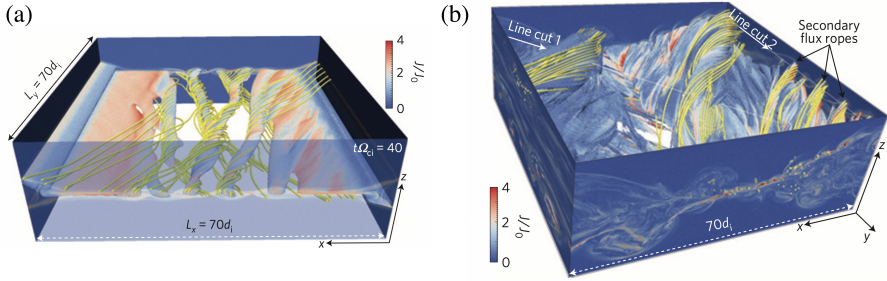 (a)
L_y = 70d_i
4
2
0
J/J_0
tΩ_ci = 40
z
L_x = 70d_i
x
(b)
Line cut 1
Line cut 2
Secondary
flux ropes
4
2
0
J/J_0
70d_i
z
x
y